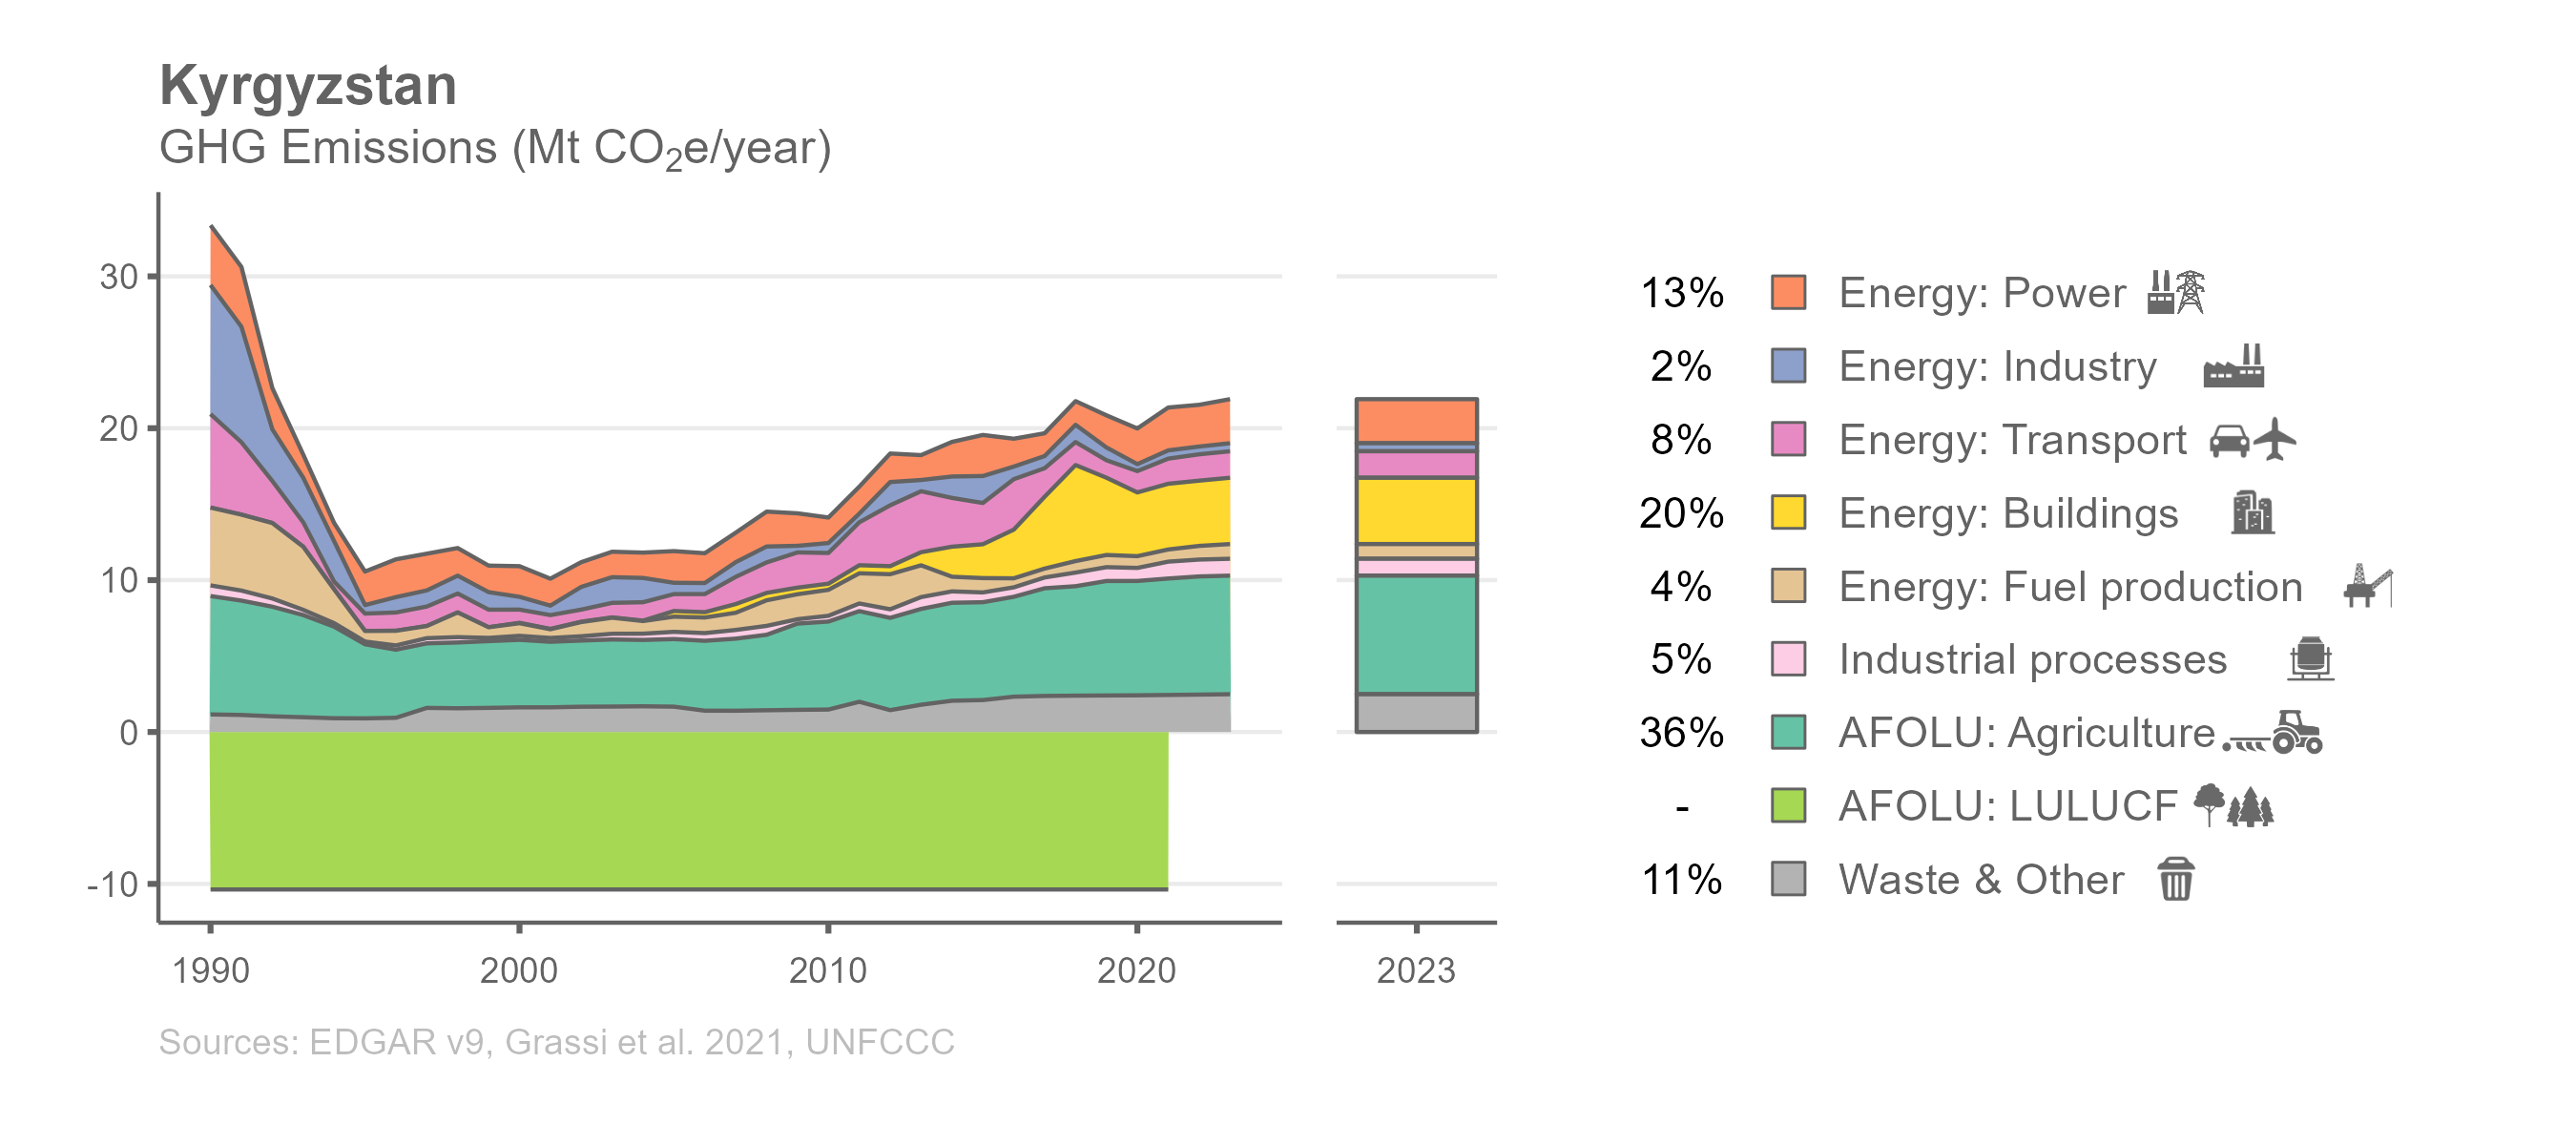 Kyrgyzstan
GHG Emissions (Mt CO₂e/year)
30
20
10
0
-10
1990 2000 2010 2020 2023
13% Energy: Power
2% Energy: Industry
8% Energy: Transport
20% Energy: Buildings
4% Energy: Fuel production
5% Industrial processes
36% AFOLU: Agriculture
- AFOLU: LULUCF
11% Waste & Other
Sources: EDGAR v9, Grassi et al. 2021, UNFCCC